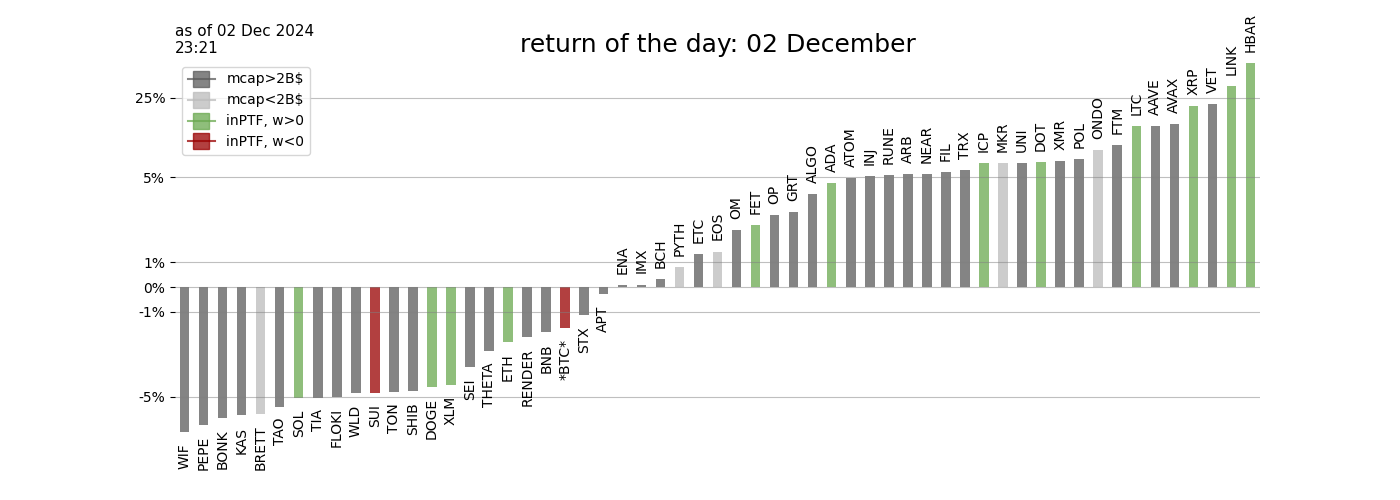 as of 02 Dec 2024
23:21
return of the day: 02 December
mcap>2B$
mcap<2B$
inPTF, w>0
inPTF, w<0
25%
5%
1%
0%
-1%
-5%
WIF
PEPE
BONK
KAS
BRETT
TAO
SOL
TIA
FLOKI
WLD
SUI
TON
SHIB
DOGE
XLM
SEI
THETA
ETH
RENDER
BNB
*BTC*
STX
APT
ENA
IMX
BCH
PYTH
ETC
EOS
OM
FET
OP
GRT
ALGO
ADA
ATOM
INJ
RUNE
ARB
NEAR
FIL
TRX
ICP
MKR
UNI
DOT
XMR
POL
ONDO
FTM
LTC
AAVE
AVAX
XRP
VET
LINK
HBAR